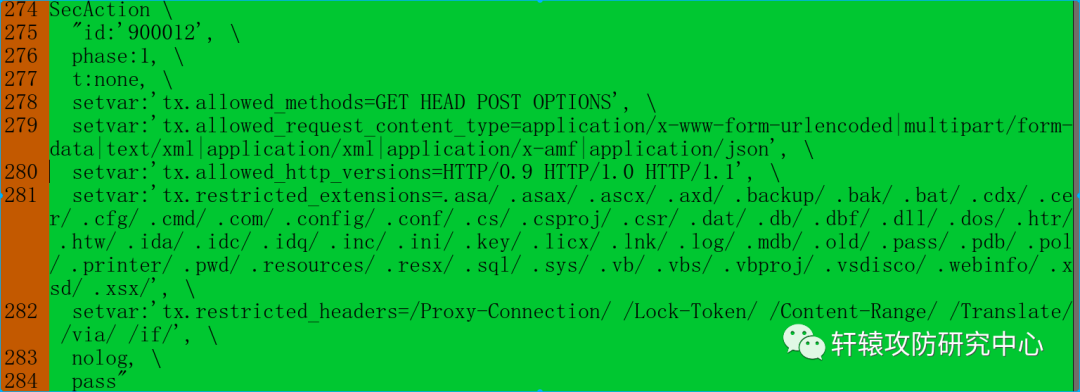 274 SecAction \
275 "id:'900012', \
276 phase:1, \
277 t:none, \
278 setvar:'tx.allowed_methods=GET HEAD POST OPTIONS', \
279 setvar:'tx.allowed_request_content_type=application/x-www-form-urlencoded|multipart/form-
data|text/xml|application/xml|application/x-amf|application/json', \
280 setvar:'tx.allowed_http_versions=HTTP/0.9 HTTP/1.0 HTTP/1.1', \
281 setvar:'tx.restricted_extensions=.asa/ .asax/ .ascx/ .axd/ .backup/ .bak/ .bat/ .cdx/ .ce
r/ .cfg/ .cmd/ .com/ .config/ .conf/ .cs/ .csproj/ .csr/ .dat/ .db/ .dbf/ .dll/ .dos/ .htr/
.htw/ .ida/ .idc/ .idq/ .inc/ .ini/ .key/ .licx/ .lnk/ .log/ .mdb/ .old/ .pass/ .pdb/ .pol
/ .printer/ .pwd/ .resources/ .resx/ .sql/ .sys/ .vb/ .vbs/ .vbproj/ .vsdisco/ .webinfo/ .x
sd/ .xsx/', \
282 setvar:'tx.restricted_headers=/Proxy-Connection/ /Lock-Token/ /Content-Range/ /Translate/
/via/ /if/', \
283 nolog, \
284 pass"
轩辕攻防研究中心